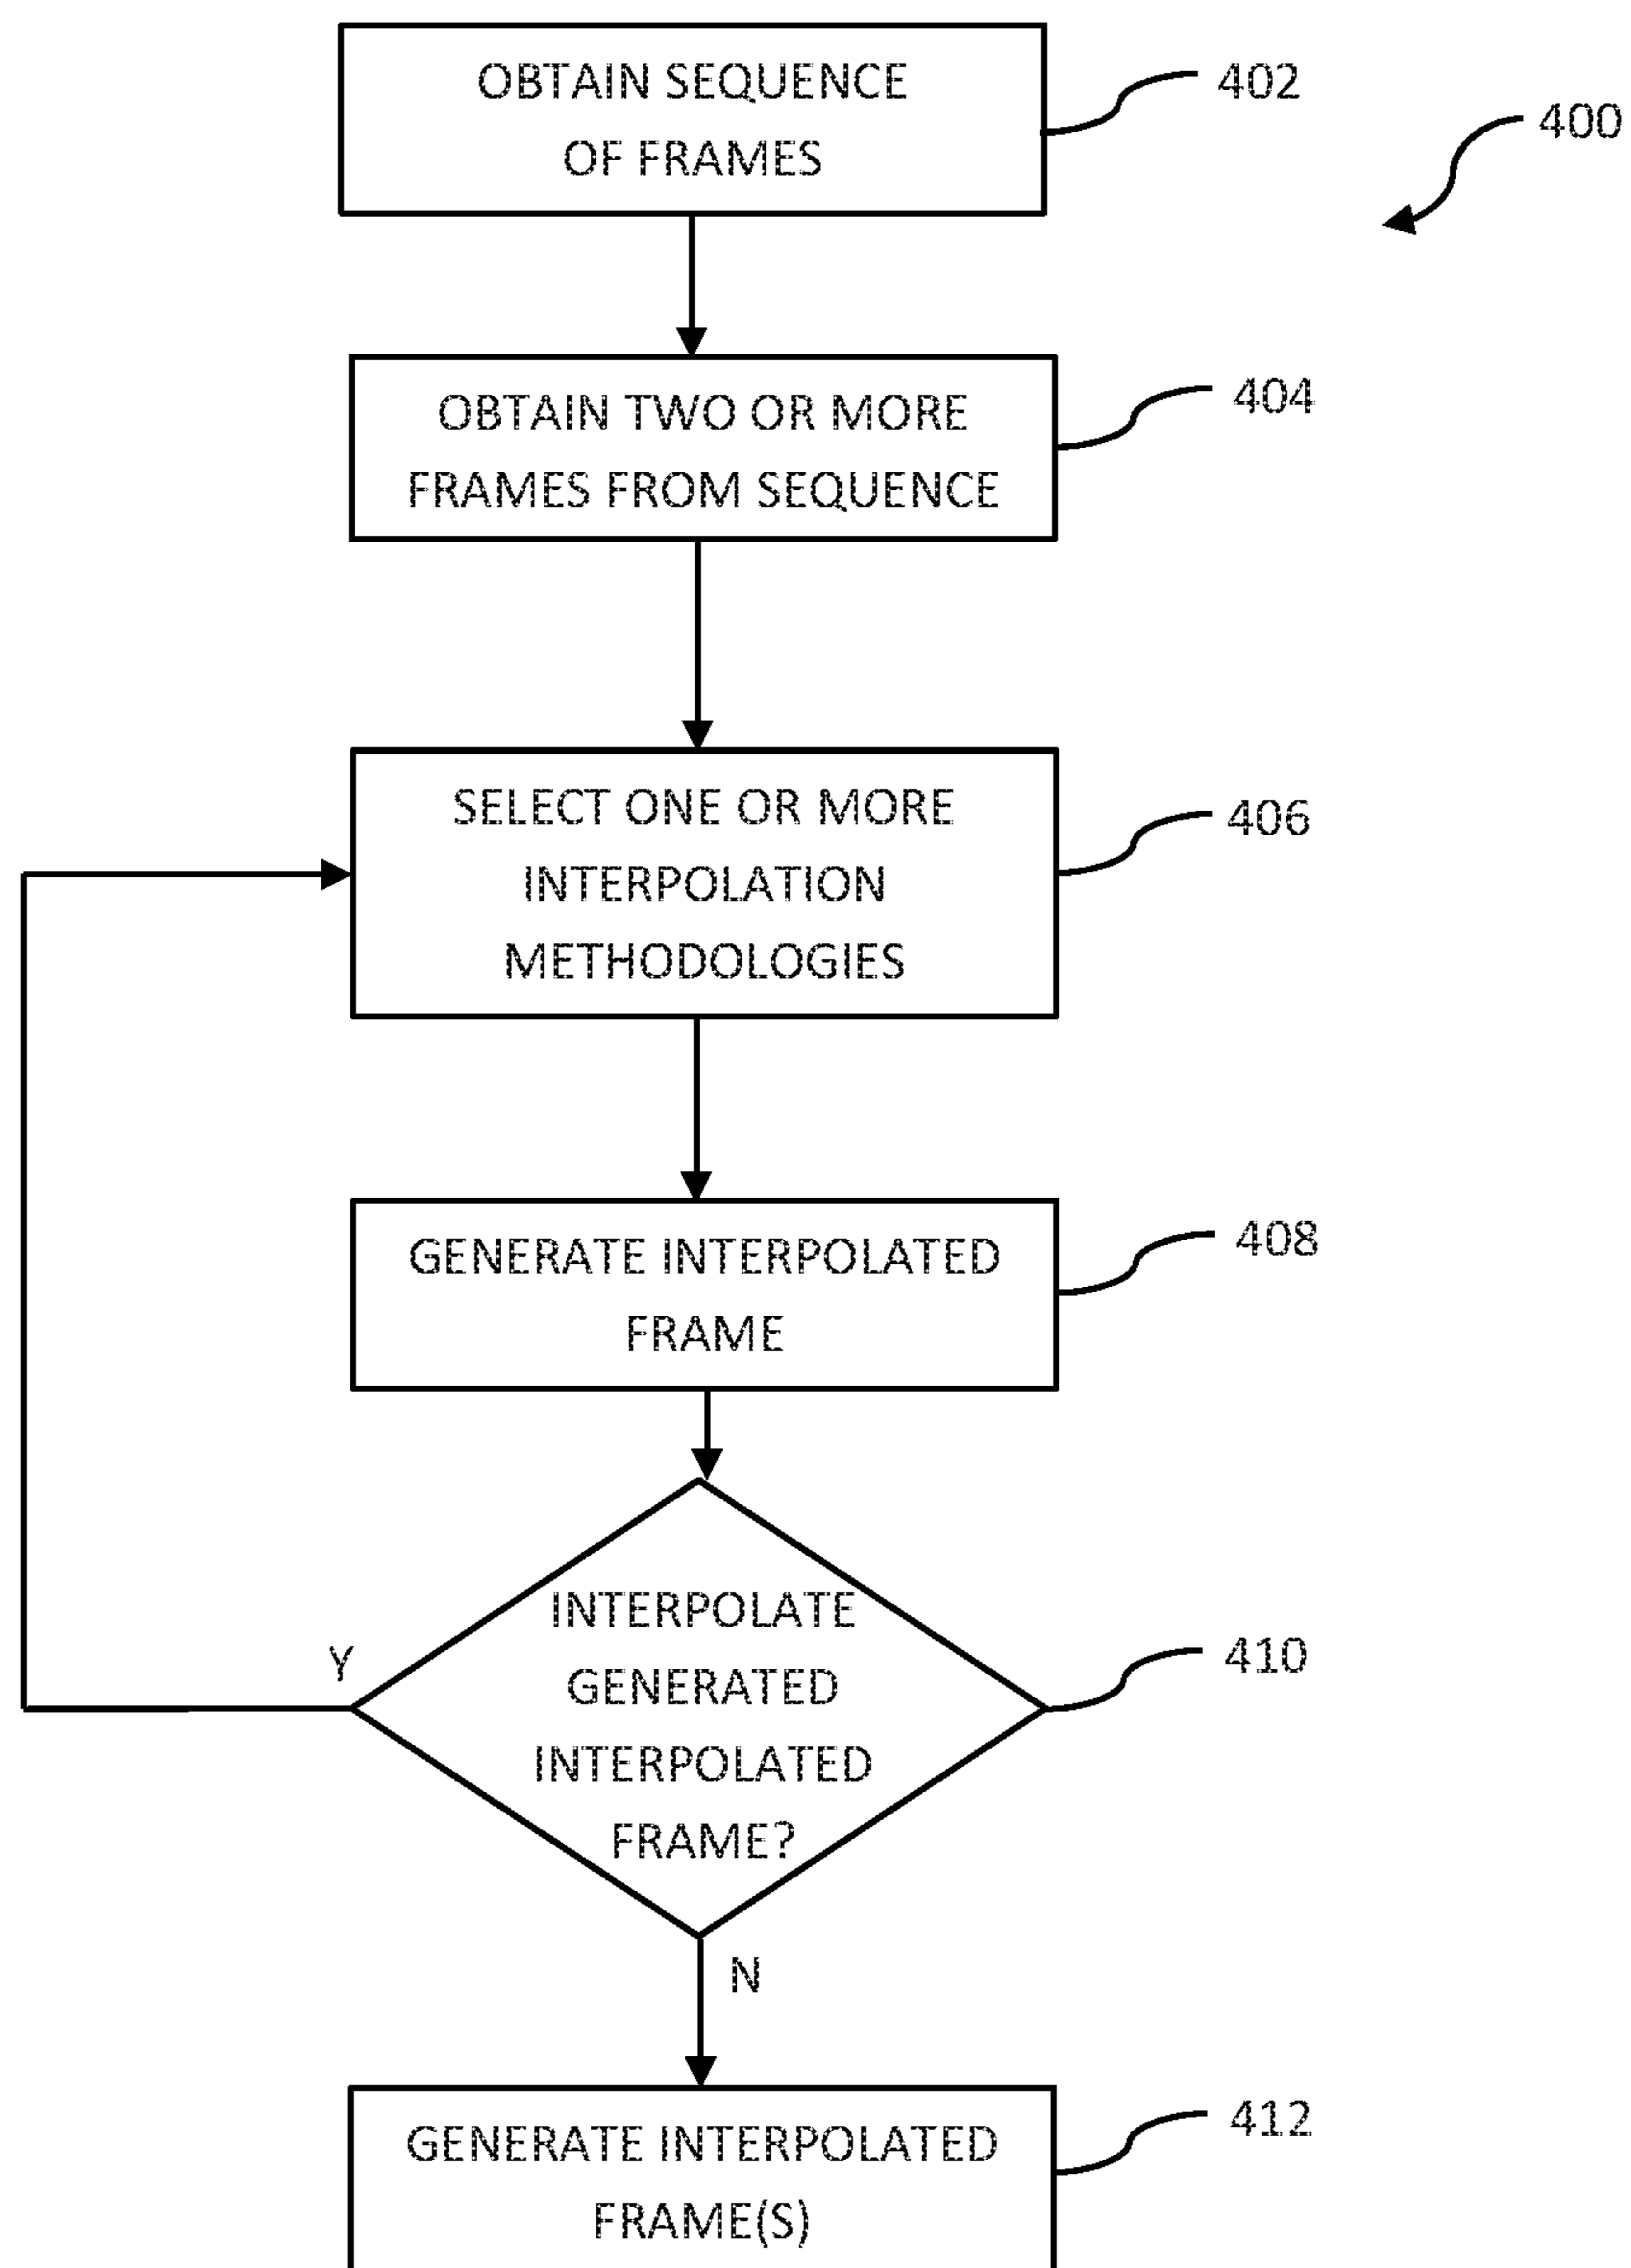 OBTAIN SEQUENCE
OF FRAMES
402
400
OBTAIN TWO OR MORE
FRAMES FROM SEQUENCE
404
SELECT ONE OR MORE
INTERPOLATION
METHODOLOGIES
406
GENERATE INTERPOLATED
FRAME
408
INTERPOLATE
GENERATED
INTERPOLATED
FRAME?
410
Y
N
GENERATE INTERPOLATED
FRAME(S)
412